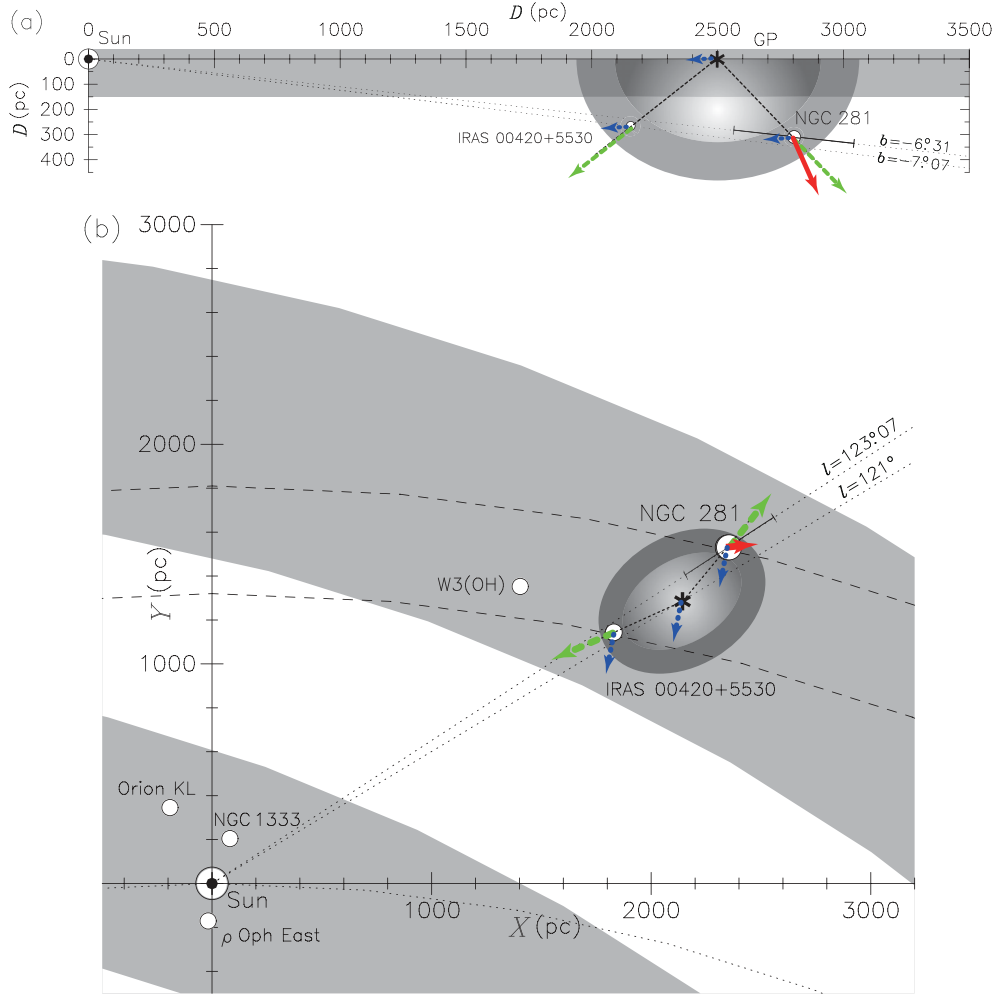 (a)
D (pc)
0 500 1000 1500 2000 2500 3000 3500
Sun
GP
D (pc)
0
100
200
300
400
NGC 281
IRAS 00420+5530
b=−6°.31
b=−7°.07
(b)
3000
2000
1000
Y (pc)
l=123°.07
l=121°
NGC 281
W3(OH)
IRAS 00420+5530
Orion KL
NGC 1333
Sun
1000 2000 3000
X (pc)
ρ Oph East